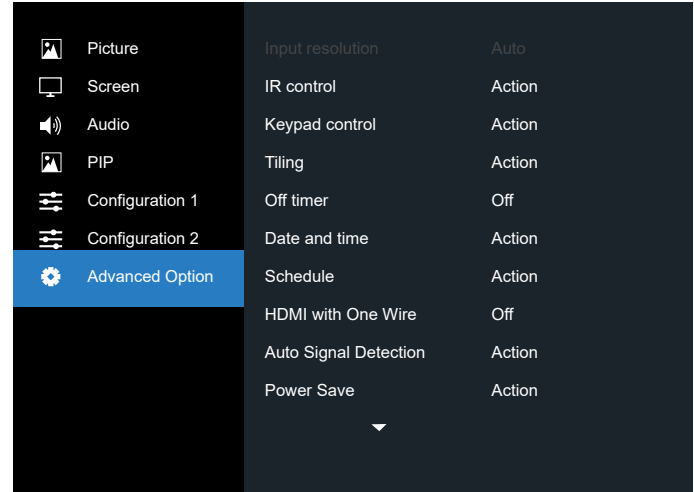 Picture
Screen
Audio
PIP
Configuration 1
Configuration 2
Advanced Option
Input resolution Auto
IR control Action
Keypad control Action
Tiling Action
Off timer Off
Date and time Action
Schedule Action
HDMI with One Wire Off
Auto Signal Detection Action
Power Save Action